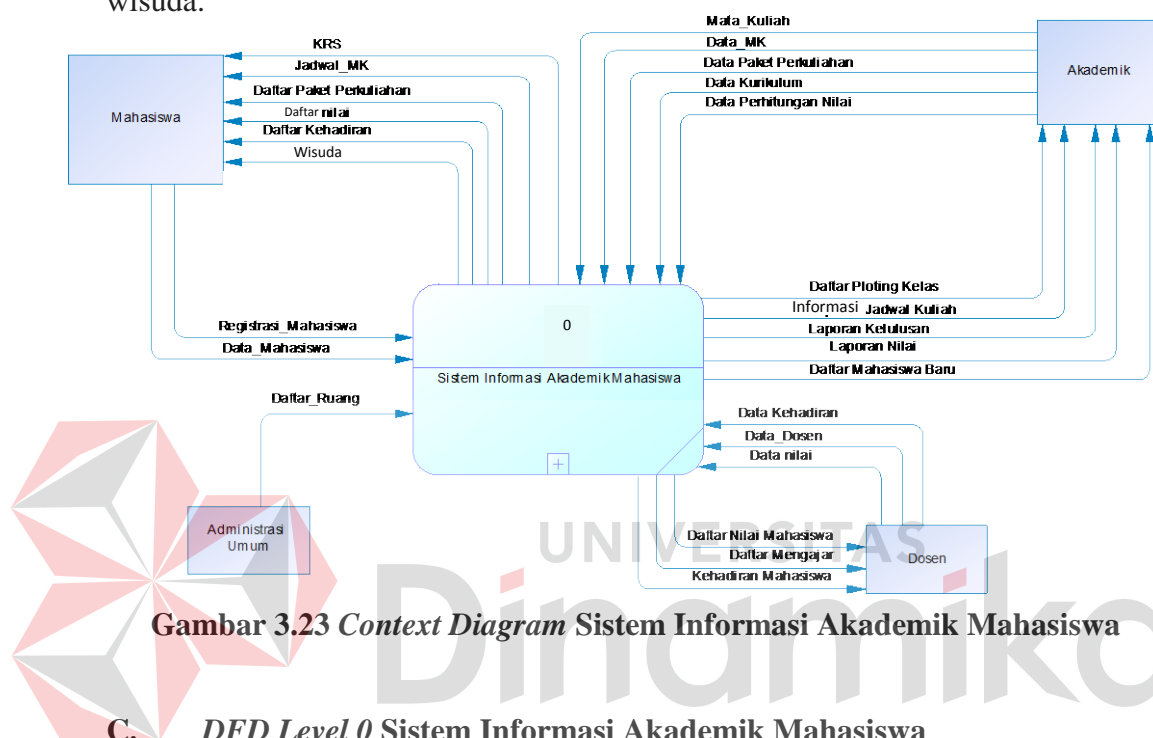 wisuda.
Mata_Kuliah
Data_MK
Data Paket Perkuliahan
Data Kurikulum
Data Perhitungan Nilai
Akademik
KRS
Jadwal_MK
Daftar Paket Perkuliahan
Daftar nilai
Daftar Kehadiran
Wisuda
Mahasiswa
Daftar Ploting Kelas
Informasi Jadwal Kuliah
Laporan Kelulusan
Laporan Nilai
Daftar Mahasiswa Baru
Registrasi_Mahasiswa
Data_Mahasiswa
0
Sistem Informasi Akademik Mahasiswa
Daftar_Ruang
Data Kehadiran
Data_Dosen
Data nilai
Administrasi
Umum
Daftar Nilai Mahasiswa
Daftar Mengajar
Kehadiran Mahasiswa
Dosen
UNIVERSITAS
Dinamika
Gambar 3.23 Context Diagram Sistem Informasi Akademik Mahasiswa
C. DFD Level 0 Sistem Informasi Akademik Mahasiswa